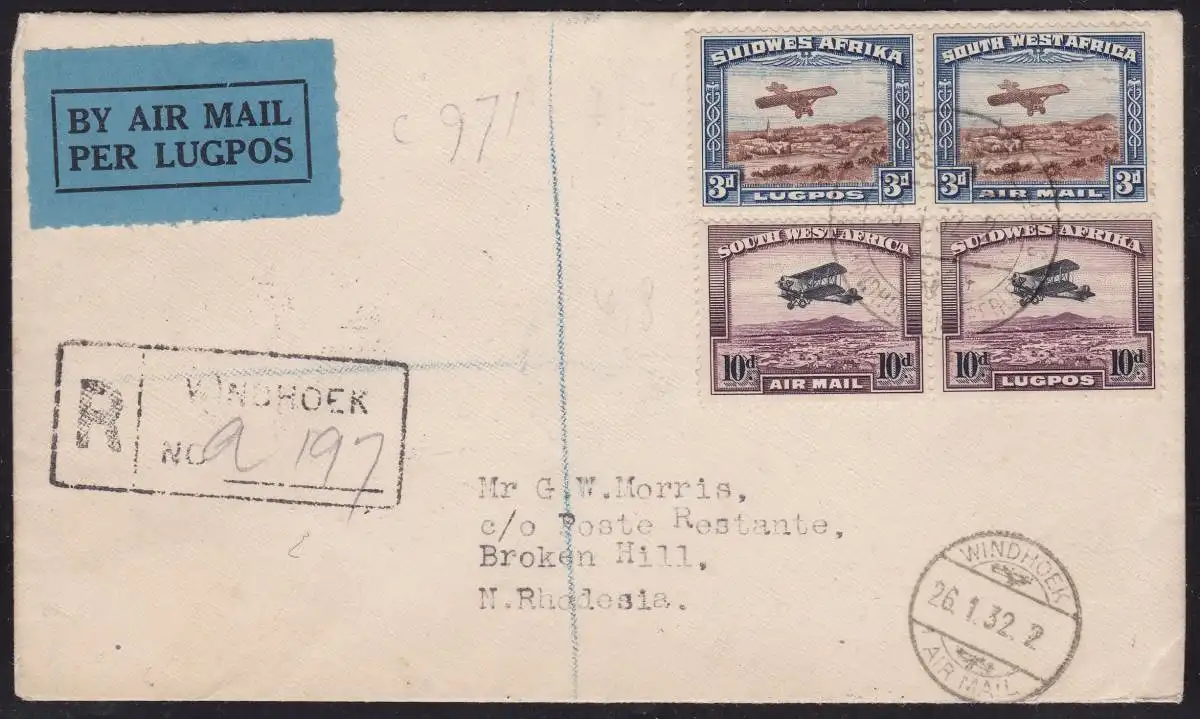 BY AIR MAIL
PER LUGPOS
c 971
SUIDWES AFRIKA
3d 3d
LUGPOS
SOUTH WEST AFRICA
3d 3d
AIR MAIL
SOUTH WEST AFRICA
10d 10d
AIR MAIL
SUIDWES AFRIKA
10d 10d
LUGPOS
R
WINDHOEK
NO a 197
Mr G.W.Morris,
c/o Poste Restante,
Broken Hill,
N.Rhodesia.
WINDHOEK
26.1.32.2
AIR MAIL